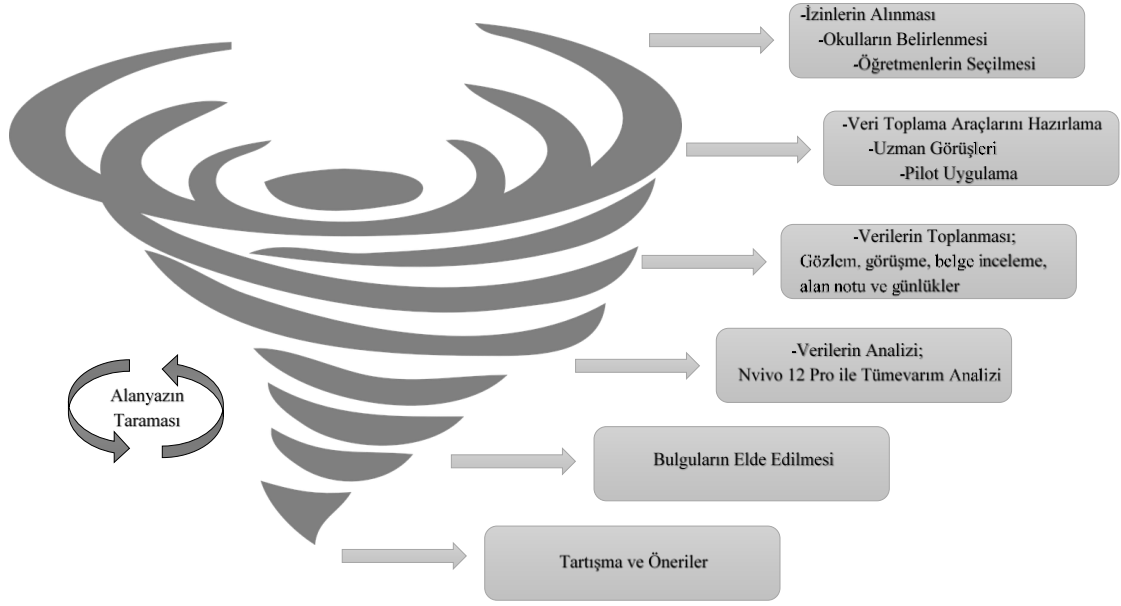 -İzinlerin Alınması
-Okulların Belirlenmesi
-Öğretmenlerin Seçilmesi
-Veri Toplama Araçlarını Hazırlama
-Uzman Görüşleri
-Pilot Uygulama
-Verilerin Toplanması;
Gözlem, görüşme, belge inceleme,
alan notu ve günlükler
-Verilerin Analizi;
Nvivo 12 Pro ile Tümevarım Analizi
Alanyazın
Taraması
Bulguların Elde Edilmesi
Tartışma ve Öneriler